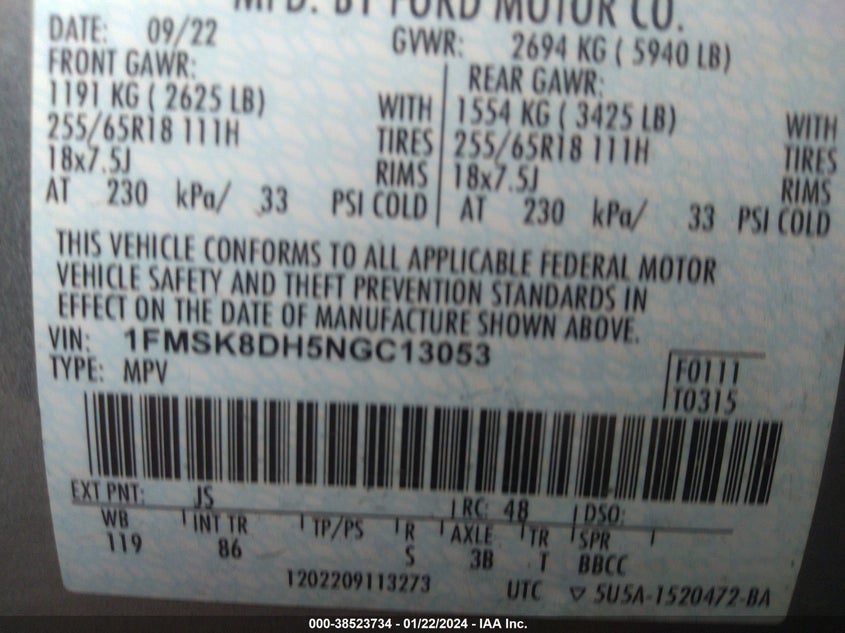 MFD. BY FORD MOTOR CO.
DATE: 09/22 GVWR: 2694 KG ( 5940 LB)
FRONT GAWR: REAR GAWR:
1191 KG ( 2625 LB) WITH 1554 KG ( 3425 LB) WITH
255/65R18 111H TIRES 255/65R18 111H TIRES
18x7.5J RIMS 18x7.5J RIMS
AT 230 kPa/ 33 PSI COLD AT 230 kPa/ 33 PSI COLD
THIS VEHICLE CONFORMS TO ALL APPLICABLE FEDERAL MOTOR
VEHICLE SAFETY AND THEFT PREVENTION STANDARDS IN
EFFECT ON THE DATE OF MANUFACTURE SHOWN ABOVE.
VIN: 1FMSK8DH5NGC13053
TYPE: MPV F0111
T0315
EXT PNT: JS RC: 48 DSO:
WB INT TR TP/PS R AXLE TR SPR
119 86 S 3B T BBCC
1202209113273 UTC ▽ 5U5A-1520472-BA
000-38523734 - 01/22/2024 - IAA Inc.